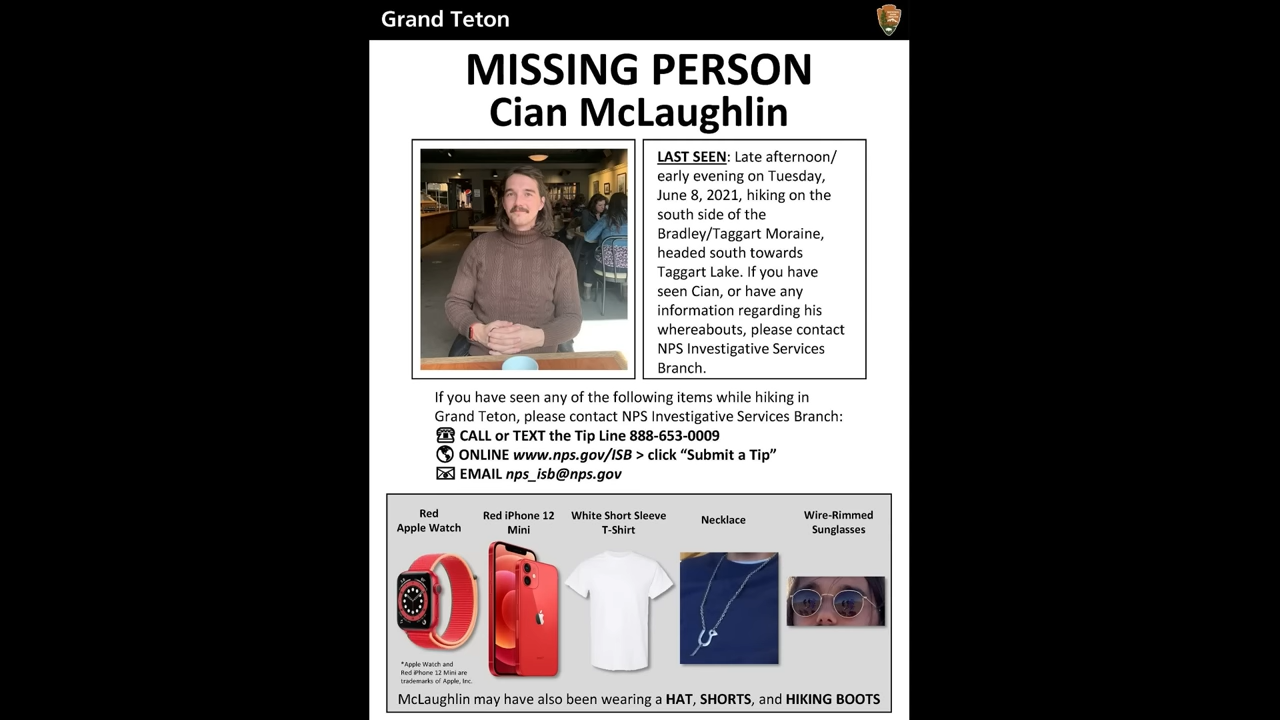 Grand Teton
MISSING PERSON
Cian McLaughlin
LAST SEEN: Late afternoon/
early evening on Tuesday,
June 8, 2021, hiking on the
south side of the
Bradley/Taggart Moraine,
headed south towards
Taggart Lake. If you have
seen Cian, or have any
information regarding his
whereabouts, please contact
NPS Investigative Services
Branch.
If you have seen any of the following items while hiking in
Grand Teton, please contact NPS Investigative Services Branch:
CALL or TEXT the Tip Line 888-653-0009
ONLINE www.nps.gov/ISB > click “Submit a Tip”
EMAIL nps_isb@nps.gov
Red
Apple Watch
Red iPhone 12
Mini
White Short Sleeve
T-Shirt
Necklace
Wire-Rimmed
Sunglasses
*Apple Watch and
Red iPhone 12 Mini are
trademarks of Apple, Inc.
McLaughlin may have also been wearing a HAT, SHORTS, and HIKING BOOTS